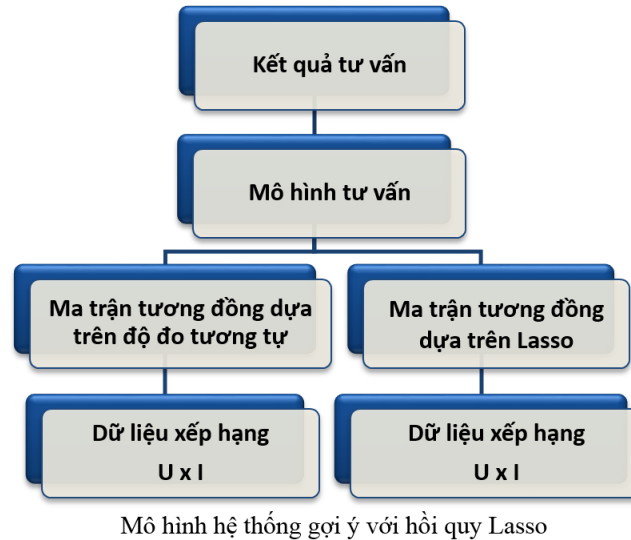 Kết quả tư vấn
Mô hình tư vấn
Ma trận tương đồng dựa
trên độ đo tương tự
Ma trận tương đồng
dựa trên Lasso
Dữ liệu xếp hạng
U x I
Dữ liệu xếp hạng
U x I
Mô hình hệ thống gợi ý với hồi quy Lasso